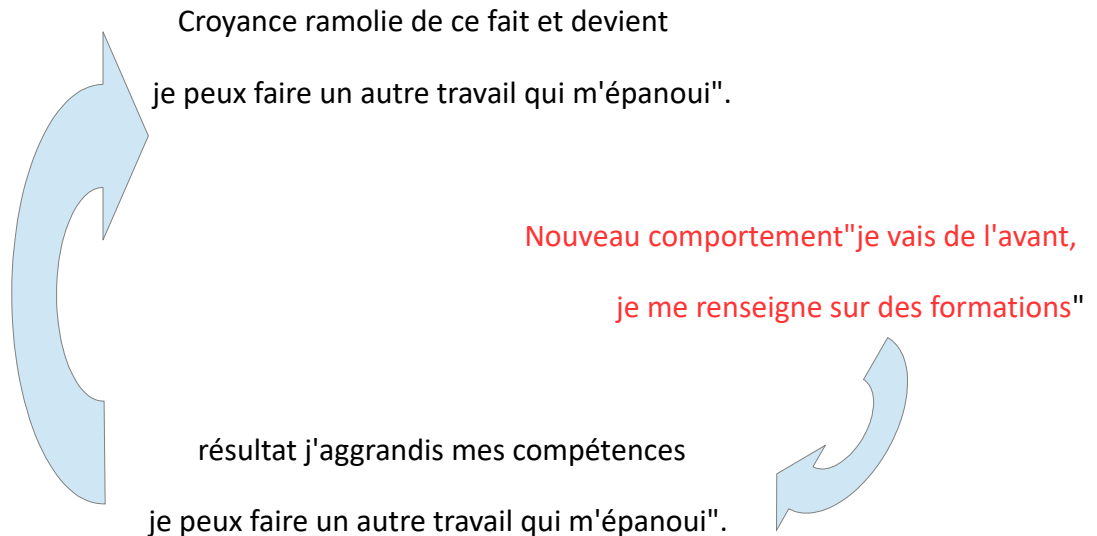 Croyance ramolie de ce fait et devient
je peux faire un autre travail qui m'épanoui".
Nouveau comportement"je vais de l'avant,
je me renseigne sur des formations"
résultat j'aggrandis mes compétences
je peux faire un autre travail qui m'épanoui".